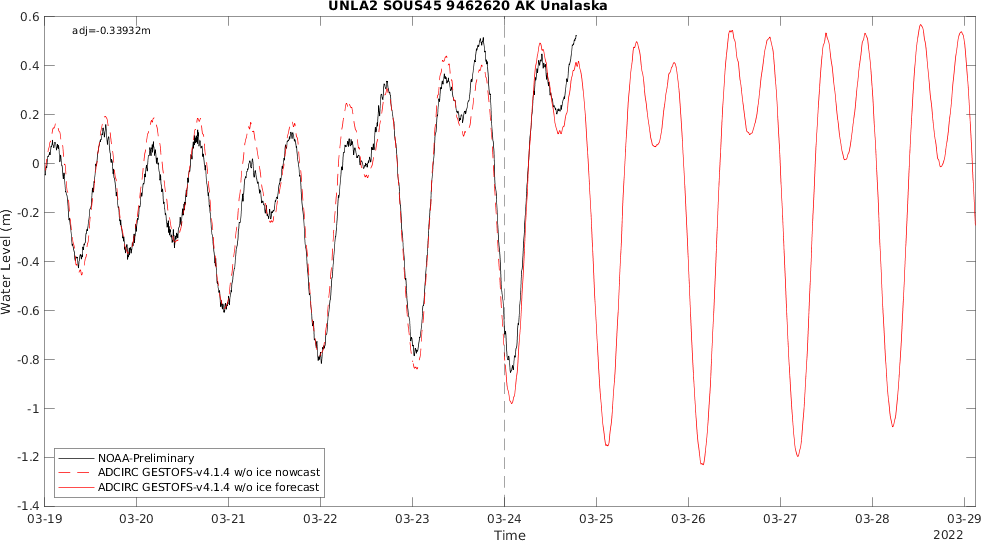 UNLA2 SOUS45 9462620 AK Unalaska
adj=-0.33932m
0.6
0.4
0.2
0
-0.2
-0.4
-0.6
-0.8
-1
-1.2
-1.4
Water Level (m)
NOAA-Preliminary
ADCIRC GESTOFS-v4.1.4 w/o ice nowcast
ADCIRC GESTOFS-v4.1.4 w/o ice forecast
03-19 03-20 03-21 03-22 03-23 03-24 03-25 03-26 03-27 03-28 03-29
Time
2022